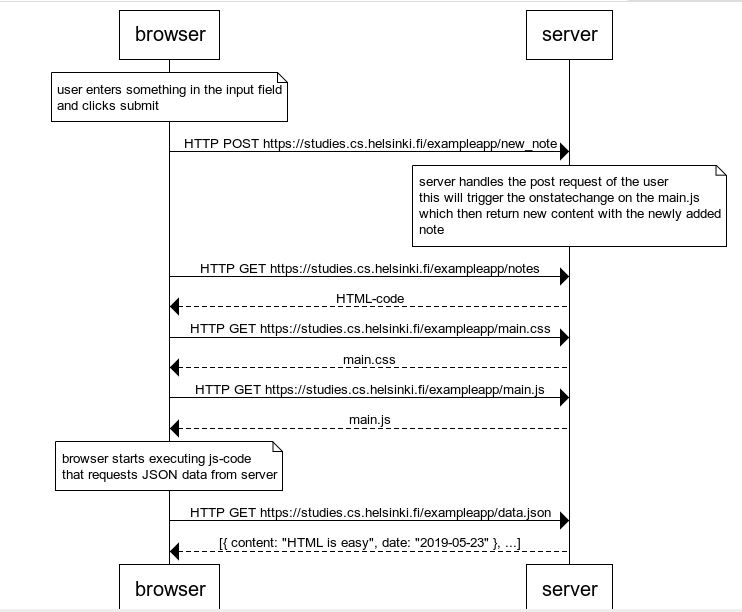 browser
server
user enters something in the input field
and clicks submit
HTTP POST https://studies.cs.helsinki.fi/exampleapp/new_note
server handles the post request of the user
this will trigger the onstatechange on the main.js
which then return new content with the newly added
note
HTTP GET https://studies.cs.helsinki.fi/exampleapp/notes
HTML-code
HTTP GET https://studies.cs.helsinki.fi/exampleapp/main.css
main.css
HTTP GET https://studies.cs.helsinki.fi/exampleapp/main.js
main.js
browser starts executing js-code
that requests JSON data from server
HTTP GET https://studies.cs.helsinki.fi/exampleapp/data.json
[{ content: "HTML is easy", date: "2019-05-23" }, ...]
browser
server